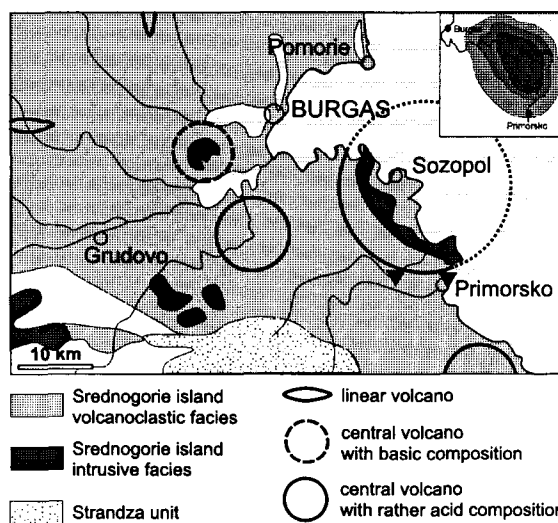 Pomorie
Burgas
BURGAS
Primorsko
Sozopol
Grudovo
Primorsko
10 km
Srednogorie island
volcanoclastic facies
Srednogorie island
intrusive facies
Strandza unit
linear volcano
central volcano
with basic composition
central volcano
with rather acid composition